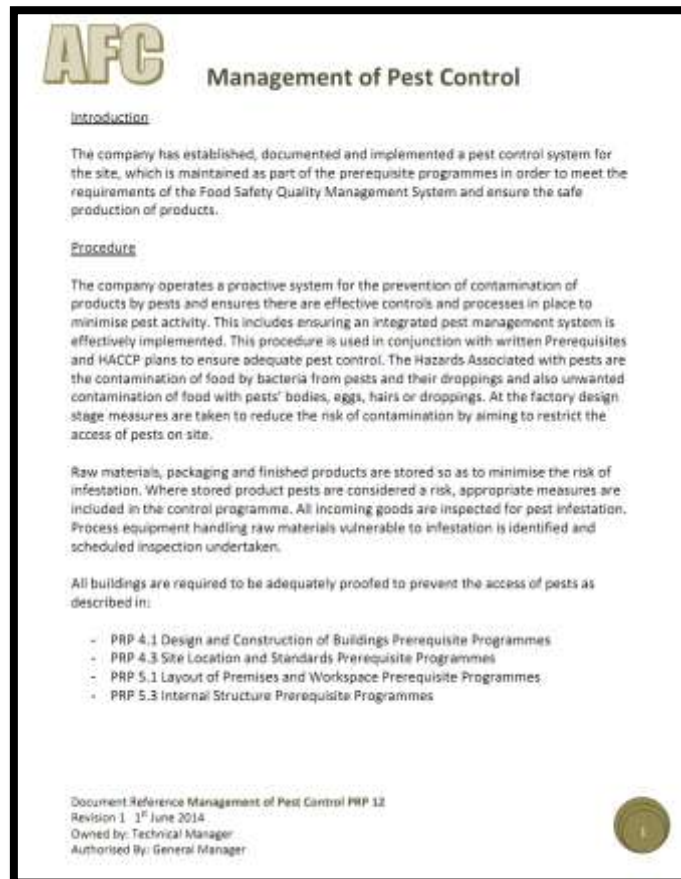 AFC
Management of Pest Control
Introduction
The company has established, documented and implemented a pest control system for
the site, which is maintained as part of the prerequisite programmes in order to meet the
requirements of the Food Safety Quality Management System and ensure the safe
production of products.
Procedure
The company operates a proactive system for the prevention of contamination of
products by pests and ensures there are effective controls and processes in place to
minimise pest activity. This includes ensuring an integrated pest management system is
effectively implemented. This procedure is used in conjunction with written Prerequisites
and HACCP plans to ensure adequate pest control. The Hazards Associated with pests are
the contamination of food by bacteria from pests and their droppings and also unwanted
contamination of food with pests' bodies, eggs, hairs or droppings. At the factory design
stage measures are taken to reduce the risk of contamination by aiming to restrict the
access of pests on site.
Raw materials, packaging and finished products are stored so as to minimise the risk of
infestation. Where stored product pests are considered a risk, appropriate measures are
included in the control programme. All incoming goods are inspected for pest infestation.
Process equipment handling raw materials vulnerable to infestation is identified and
scheduled inspection undertaken.
All buildings are required to be adequately proofed to prevent the access of pests as
described in:
- PRP 4.1 Design and Construction of Buildings Prerequisite Programmes
- PRP 4.3 Site Location and Standards Prerequisite Programmes
- PRP 5.1 Layout of Premises and Workspace Prerequisite Programmes
- PRP 5.3 Internal Structure Prerequisite Programmes
Document Reference Management of Pest Control PRP 12
Revision 1 1st June 2014
Owned by: Technical Manager
Authorised By: General Manager
1